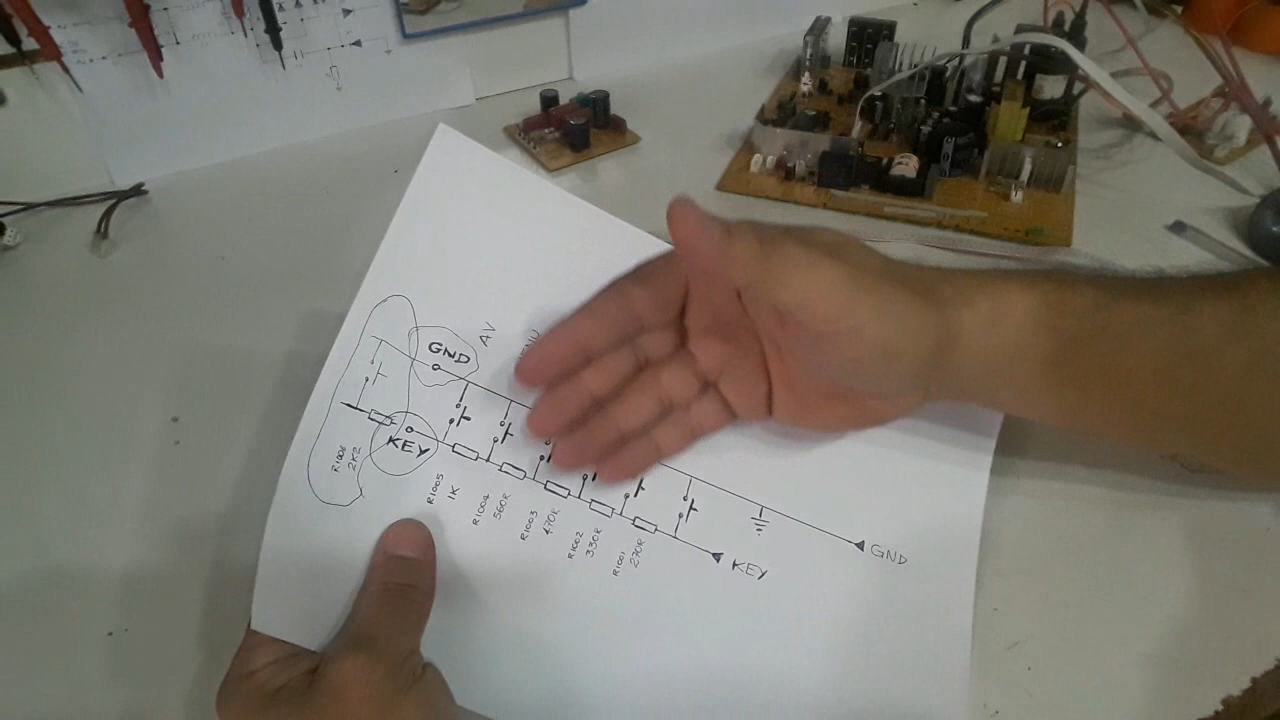 GND
AV
KEY
R1006
2K2
R1005
1K
R1004
560R
R1003
470R
R1002
330R
R1001
270R
KEY
GND